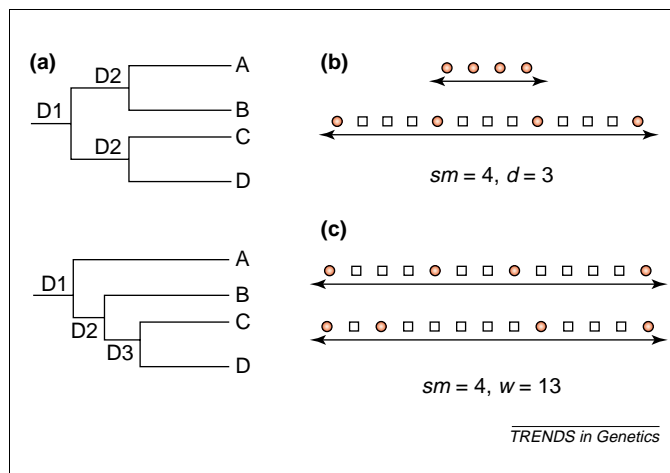 (a)
D1
D2
A
B
D2
C
D
D1
A
D2
B
D3
C
D
(b)
sm = 4, d = 3
(c)
sm = 4, w = 13
TRENDS in Genetics